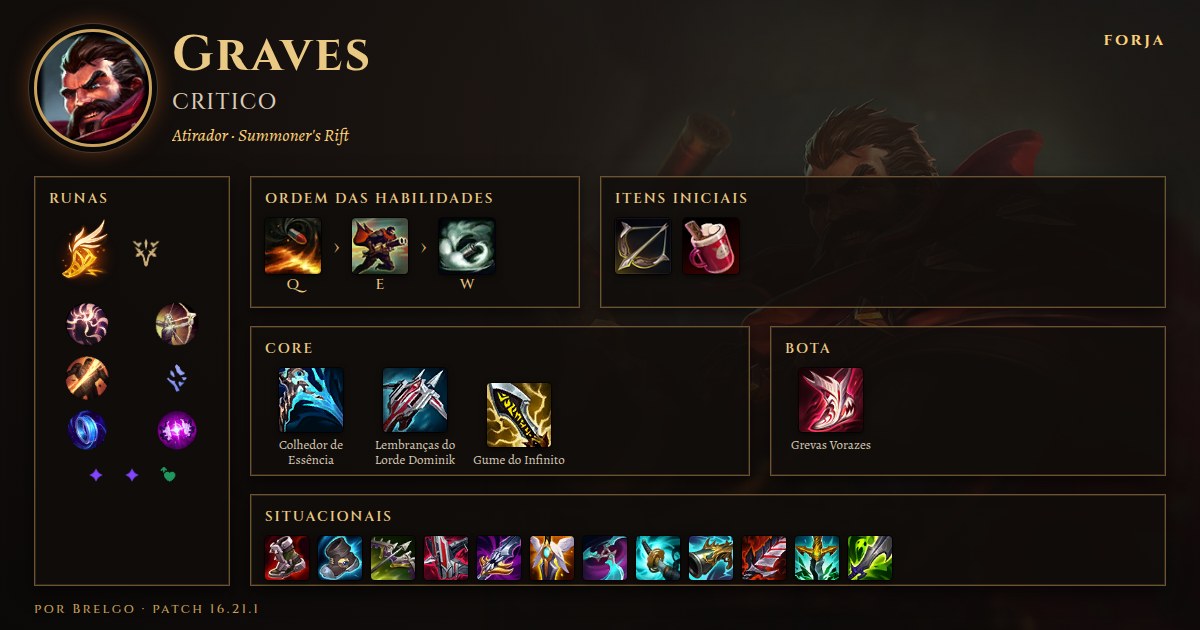 Graves
CRITICO
Atirador · Summoner's Rift
FORJA
RUNAS
ORDEM DAS HABILIDADES
Q › E › W
ITENS INICIAIS
CORE
Colhedor de
Essência
Lembranças do
Lorde Dominik
Gume do Infinito
BOTA
Grevas Vorazes
SITUACIONAIS
POR BRELGO · PATCH 16.21.1